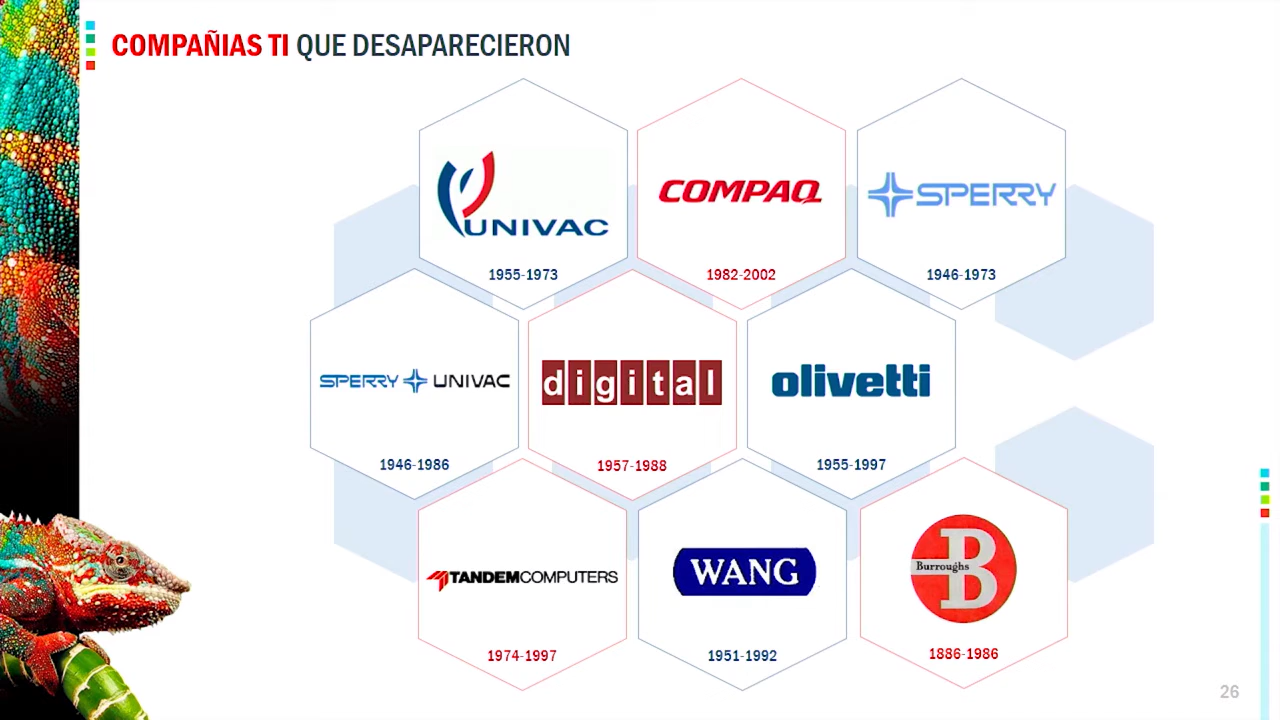 COMPAÑIAS TI QUE DESAPARECIERON
UNIVAC
1955-1973
COMPAQ
1982-2002
SPERRY
1946-1973
SPERRY UNIVAC
1946-1986
digital
1957-1988
olivetti
1955-1997
TANDEMCOMPUTERS
1974-1997
WANG
1951-1992
B
Burroughs
1886-1986
26